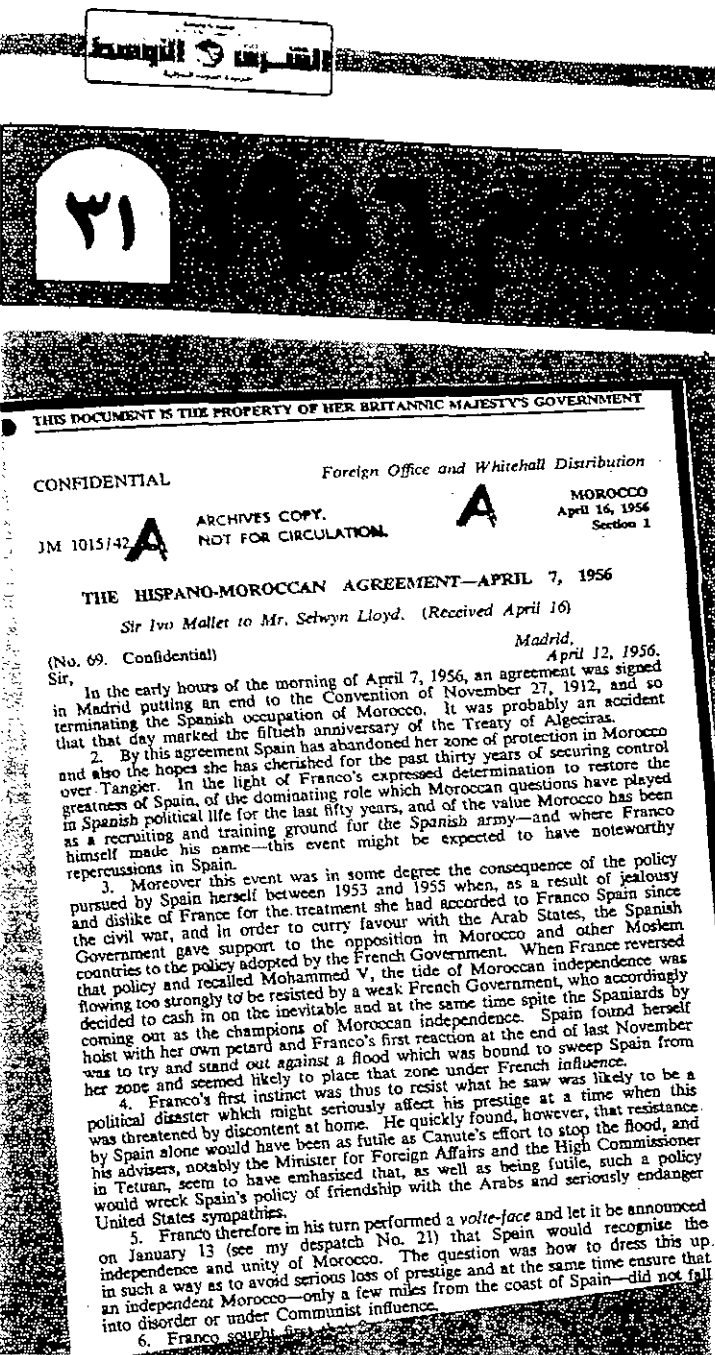 الشرق الأوسط
٣١
١٩٥٦
THIS DOCUMENT IS THE PROPERTY OF HER BRITANNIC MAJESTY'S GOVERNMENT
CONFIDENTIAL
Foreign Office and Whitehall Distribution
JM 1015/42
A
ARCHIVES COPY.
NOT FOR CIRCULATION.
A
MOROCCO
April 16, 1956
Section 1
THE HISPANO-MOROCCAN AGREEMENT—APRIL 7, 1956
Sir Ivo Mallet to Mr. Selwyn Lloyd. (Received April 16)
(No. 69. Confidential)
Madrid,
April 12, 1956.
Sir,
In the early hours of the morning of April 7, 1956, an agreement was signed
in Madrid putting an end to the Convention of November 27, 1912, and so
terminating the Spanish occupation of Morocco. It was probably an accident
that that day marked the fiftieth anniversary of the Treaty of Algeciras.
2. By this agreement Spain has abandoned her zone of protection in Morocco
and also the hopes she has cherished for the past thirty years of securing control
over Tangier. In the light of Franco's expressed determination to restore the
greatness of Spain, of the dominating role which Moroccan questions have played
in Spanish political life for the last fifty years, and of the value Morocco has been
as a recruiting and training ground for the Spanish army—and where Franco
himself made his name—this event might be expected to have noteworthy
repercussions in Spain.
3. Moreover this event was in some degree the consequence of the policy
pursued by Spain herself between 1953 and 1955 when, as a result of jealousy
and dislike of France for the treatment she had accorded to Franco Spain since
the civil war, and in order to curry favour with the Arab States, the Spanish
Government gave support to the opposition in Morocco and other Moslem
countries to the policy adopted by the French Government. When France reversed
that policy and recalled Mohammed V, the tide of Moroccan independence was
flowing too strongly to be resisted by a weak French Government, who accordingly
decided to cash in on the inevitable and at the same time spite the Spaniards by
coming out as the champions of Moroccan independence. Spain found herself
hoist with her own petard and Franco's first reaction at the end of last November
was to try and stand out against a flood which was bound to sweep Spain from
her zone and seemed likely to place that zone under French influence.
4. Franco's first instinct was thus to resist what he saw was likely to be a
political disaster which might seriously affect his prestige at a time when this
was threatened by discontent at home. He quickly found, however, that resistance
by Spain alone would have been as futile as Canute's effort to stop the flood, and
his advisers, notably the Minister for Foreign Affairs and the High Commissioner
in Tetuan, seem to have emhasised that, as well as being futile, such a policy
would wreck Spain's policy of friendship with the Arabs and seriously endanger
United States sympathies.
5. Franco therefore in his turn performed a volte-face and let it be announced
on January 13 (see my despatch No. 21) that Spain would recognise the
independence and unity of Morocco. The question was how to dress this up
in such a way as to avoid serious loss of prestige and at the same time ensure that
an independent Morocco—only a few miles from the coast of Spain—did not fall
into disorder or under Communist influence.
6. Franco sought first that